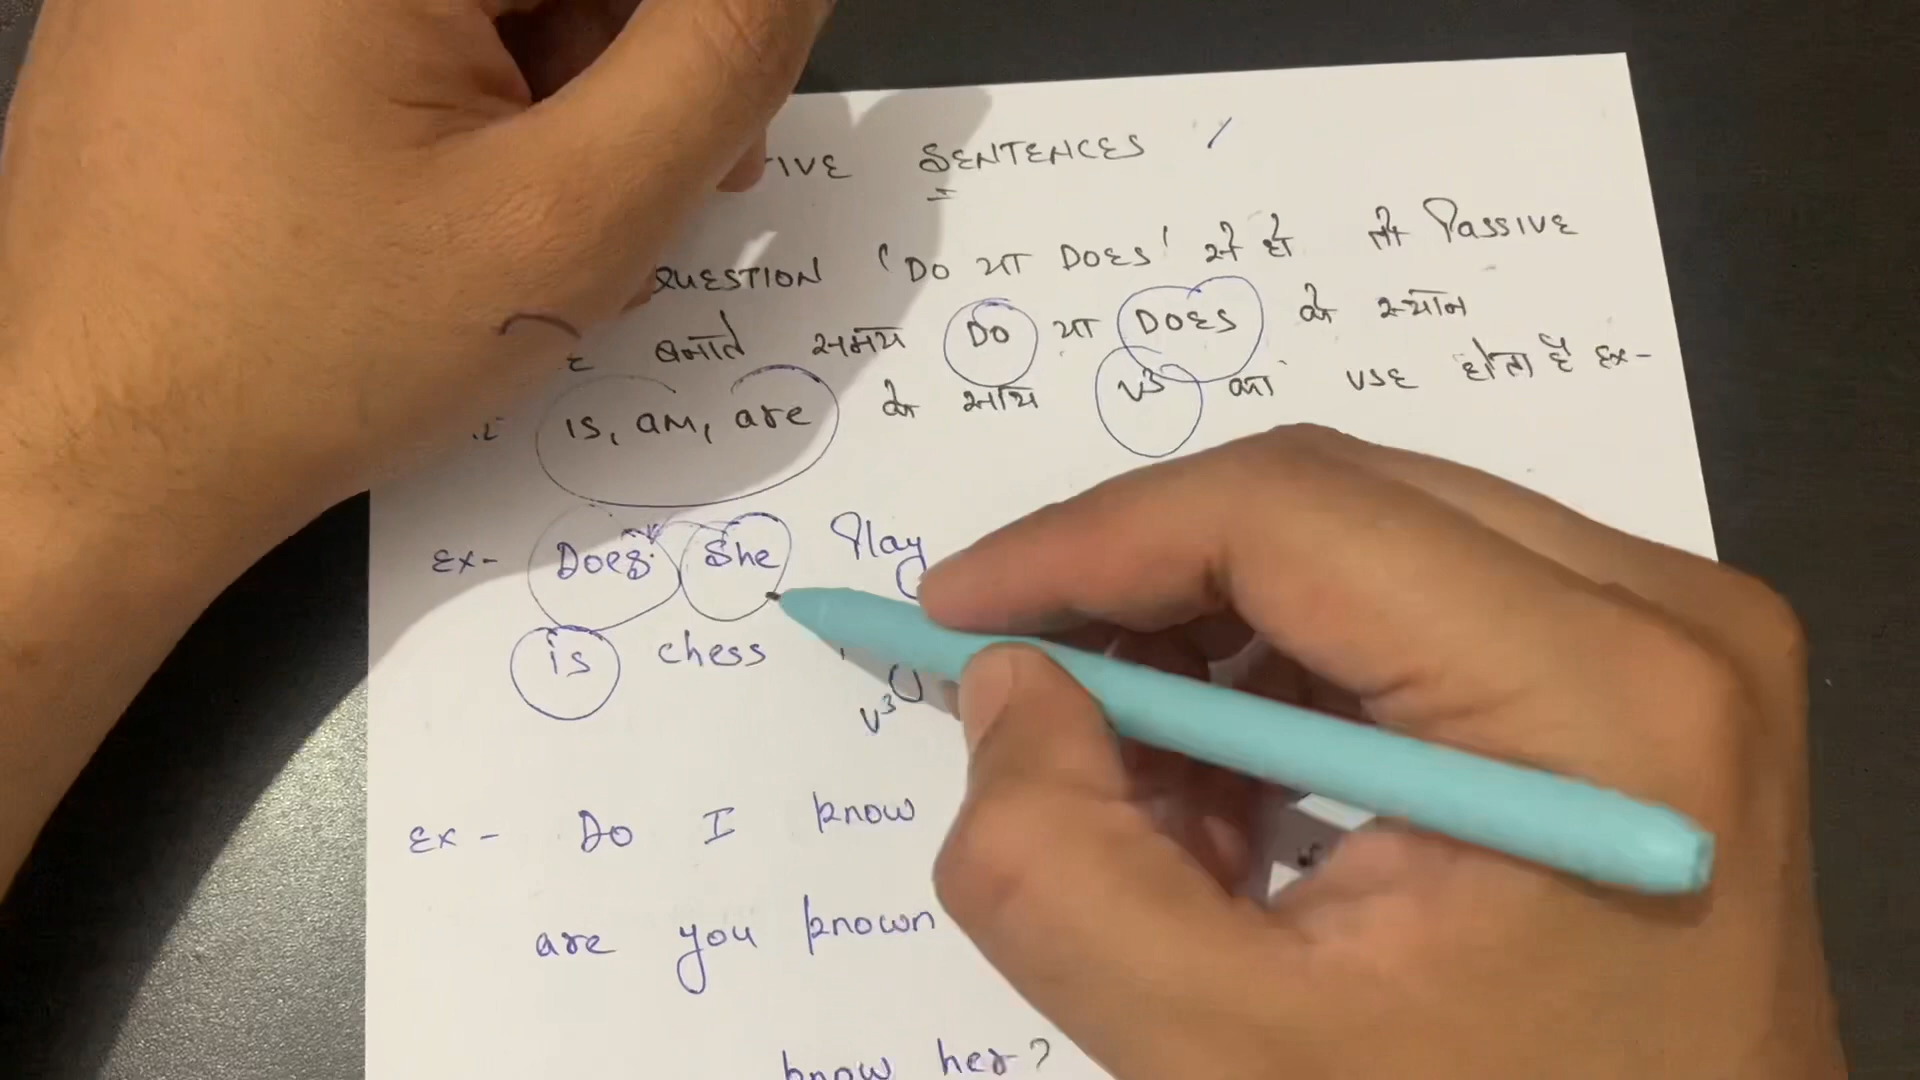 TIVE SENTENCES
QUESTION 'DO या DOES' से हो तो Passive
बनाते समय DO या DOES के स्थान
is, am, are के साथ V3 का USE होता है Ex-
Ex- Does She Play
is chess
V3
Ex- Do I know
are you known
know her?